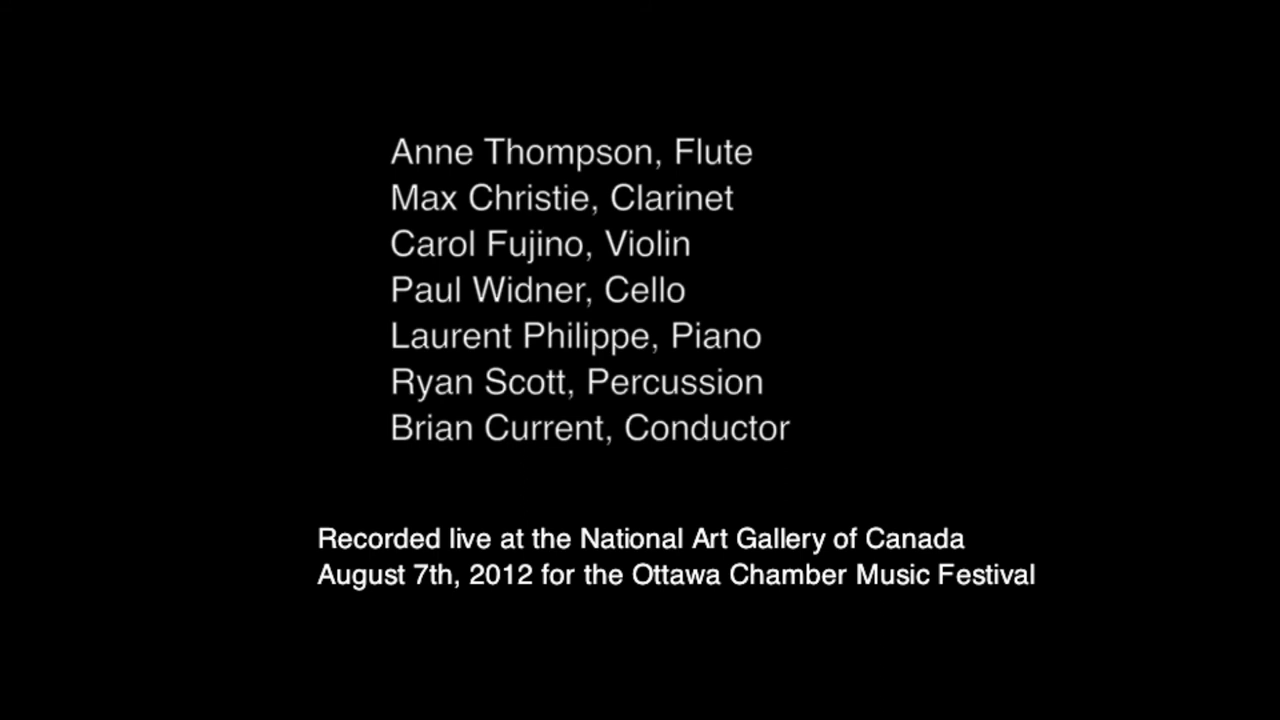 Anne Thompson, Flute
Max Christie, Clarinet
Carol Fujino, Violin
Paul Widner, Cello
Laurent Philippe, Piano
Ryan Scott, Percussion
Brian Current, Conductor
Recorded live at the National Art Gallery of Canada
August 7th, 2012 for the Ottawa Chamber Music Festival